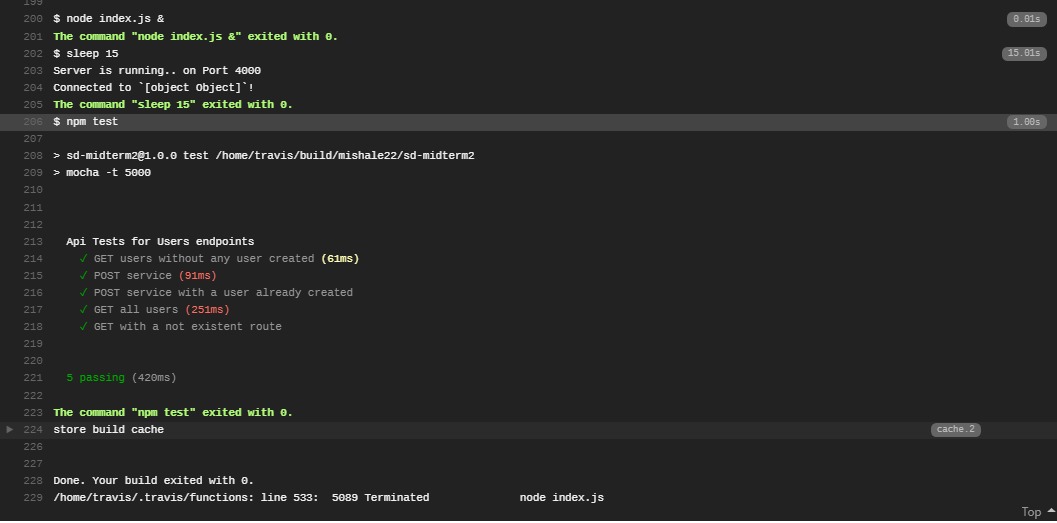 199
200 $ node index.js & 0.01s
201 The command "node index.js &" exited with 0.
202 $ sleep 15 15.01s
203 Server is running.. on Port 4000
204 Connected to `[object Object]`!
205 The command "sleep 15" exited with 0.
206 $ npm test 1.00s
207
208 > sd-midterm2@1.0.0 test /home/travis/build/mishale22/sd-midterm2
209 > mocha -t 5000
210
211
212
213 Api Tests for Users endpoints
214 ✓ GET users without any user created (61ms)
215 ✓ POST service (91ms)
216 ✓ POST service with a user already created
217 ✓ GET all users (251ms)
218 ✓ GET with a not existent route
219
220
221 5 passing (420ms)
222
223 The command "npm test" exited with 0.
224 store build cache cache.2
226
227
228 Done. Your build exited with 0.
229 /home/travis/.travis/functions: line 533: 5089 Terminated node index.js
Top